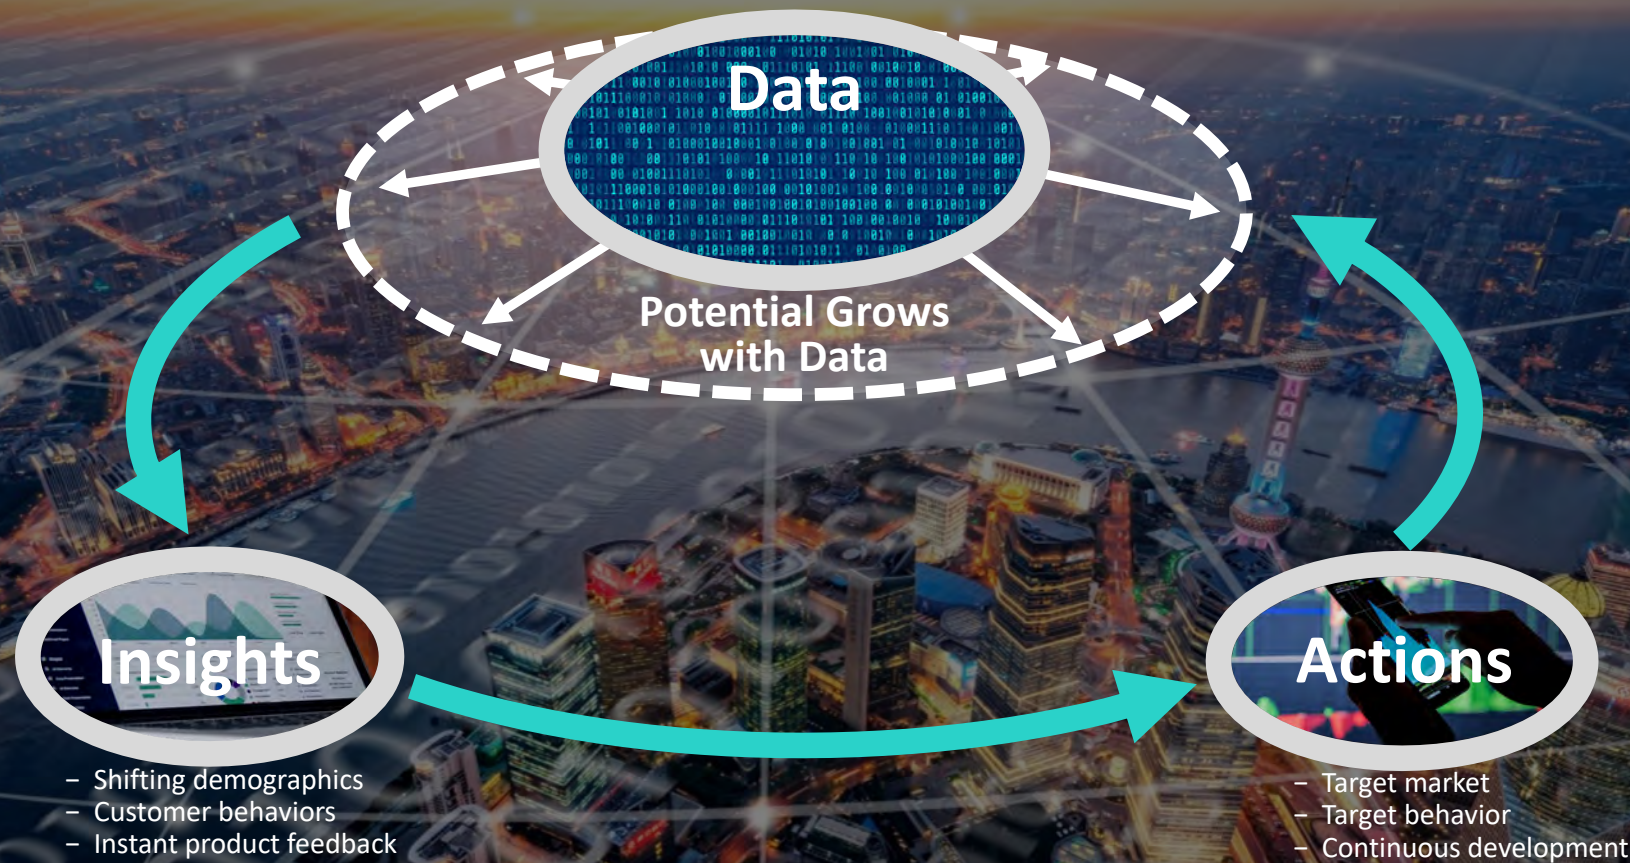 Data
Potential Grows
with Data
Insights
– Shifting demographics
– Customer behaviors
– Instant product feedback
Actions
– Target market
– Target behavior
– Continuous development